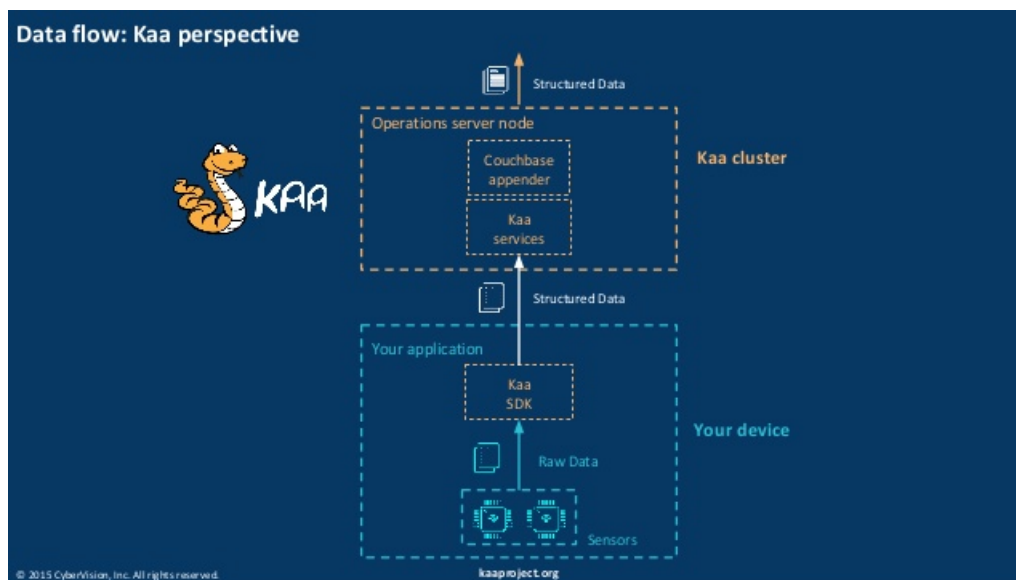 Data flow: Kaa perspective
Structured Data
Operations server node
Couchbase
appender
Kaa cluster
KAA
Kaa
services
Structured Data
Your application
Kaa
SDK
Your device
Raw Data
Sensors
© 2015 CyberVision, Inc. All rights reserved.
kaaproject.org